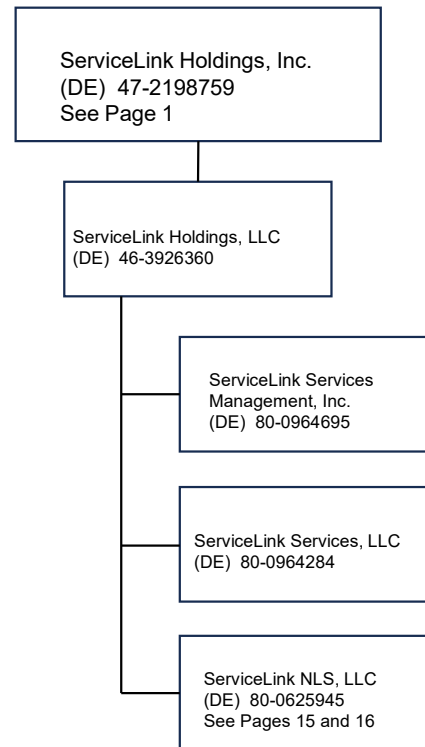 ServiceLink Holdings, Inc.
(DE) 47-2198759
See Page 1
ServiceLink Holdings, LLC
(DE) 46-3926360
ServiceLink Services
Management, Inc.
(DE) 80-0964695
ServiceLink Services, LLC
(DE) 80-0964284
ServiceLink NLS, LLC
(DE) 80-0625945
See Pages 15 and 16